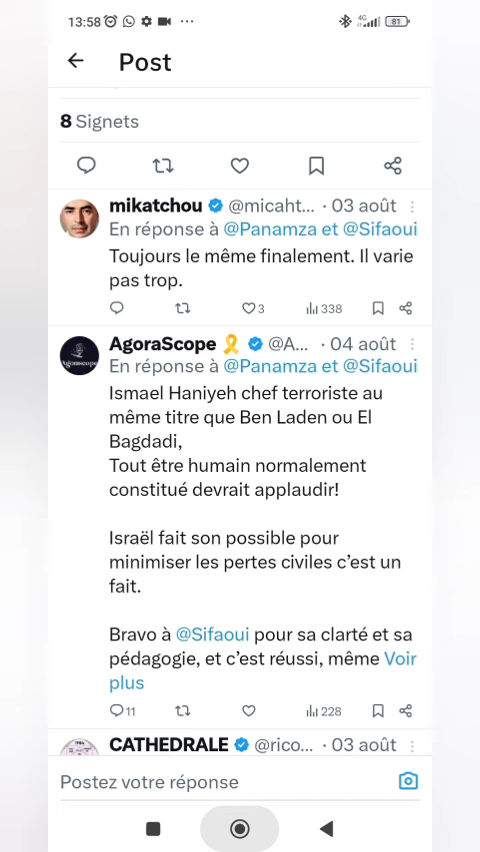 13:58
4G
81
Post
8 Signets
mikatchou @micaht... · 03 août
En réponse à @Panamza et @Sifaoui
Toujours le même finalement. Il varie
pas trop.
3 338
AgoraScope @A... · 04 août
En réponse à @Panamza et @Sifaoui
Ismael Haniyeh chef terroriste au
même titre que Ben Laden ou El
Bagdadi,
Tout être humain normalement
constitué devrait applaudir!
Israël fait son possible pour
minimiser les pertes civiles c’est un
fait.
Bravo à @Sifaoui pour sa clarté et sa
pédagogie, et c’est réussi, même Voir
plus
11 228
CATHEDRALE @rico... · 03 août
Postez votre réponse